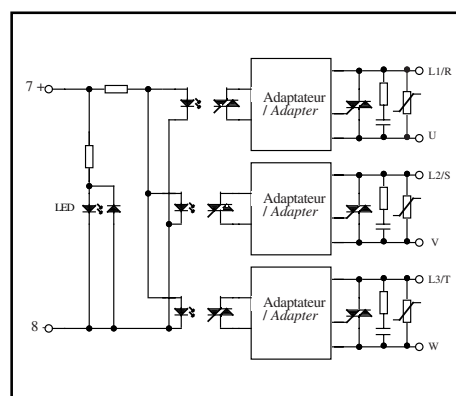 L1/R
7 +
Adaptateur
/ Adapter
U
L2/S
Adaptateur
/ Adapter
LED
V
L3/T
Adaptateur
/ Adapter
8 -
W